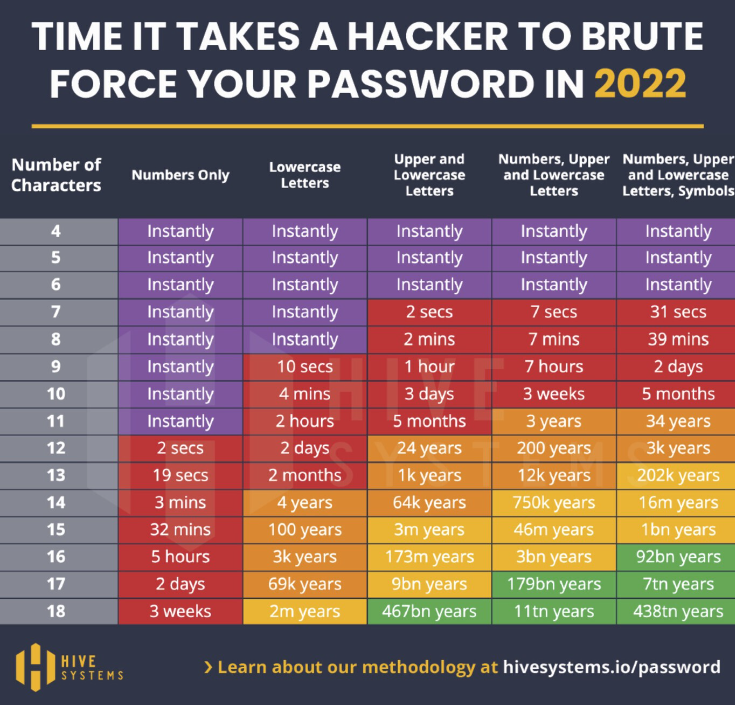 TIME IT TAKES A HACKER TO BRUTE
FORCE YOUR PASSWORD IN 2022
Number of Characters Numbers Only Lowercase Letters Upper and Lowercase Letters Numbers, Upper and Lowercase Letters Numbers, Upper and Lowercase Letters, Symbols
4 Instantly Instantly Instantly Instantly Instantly
5 Instantly Instantly Instantly Instantly Instantly
6 Instantly Instantly Instantly Instantly Instantly
7 Instantly Instantly 2 secs 7 secs 31 secs
8 Instantly Instantly 2 mins 7 mins 39 mins
9 Instantly 10 secs 1 hour 7 hours 2 days
10 Instantly 4 mins 3 days 3 weeks 5 months
11 Instantly 2 hours 5 months 3 years 34 years
12 2 secs 2 days 24 years 200 years 3k years
13 19 secs 2 months 1k years 12k years 202k years
14 3 mins 4 years 64k years 750k years 16m years
15 32 mins 100 years 3m years 46m years 1bn years
16 5 hours 3k years 173m years 3bn years 92bn years
17 2 days 69k years 9bn years 179bn years 7tn years
18 3 weeks 2m years 467bn years 11tn years 438tn years
HIVE
SYSTEMS
HIVE
SYSTEMS
› Learn about our methodology at hivesystems.io/password